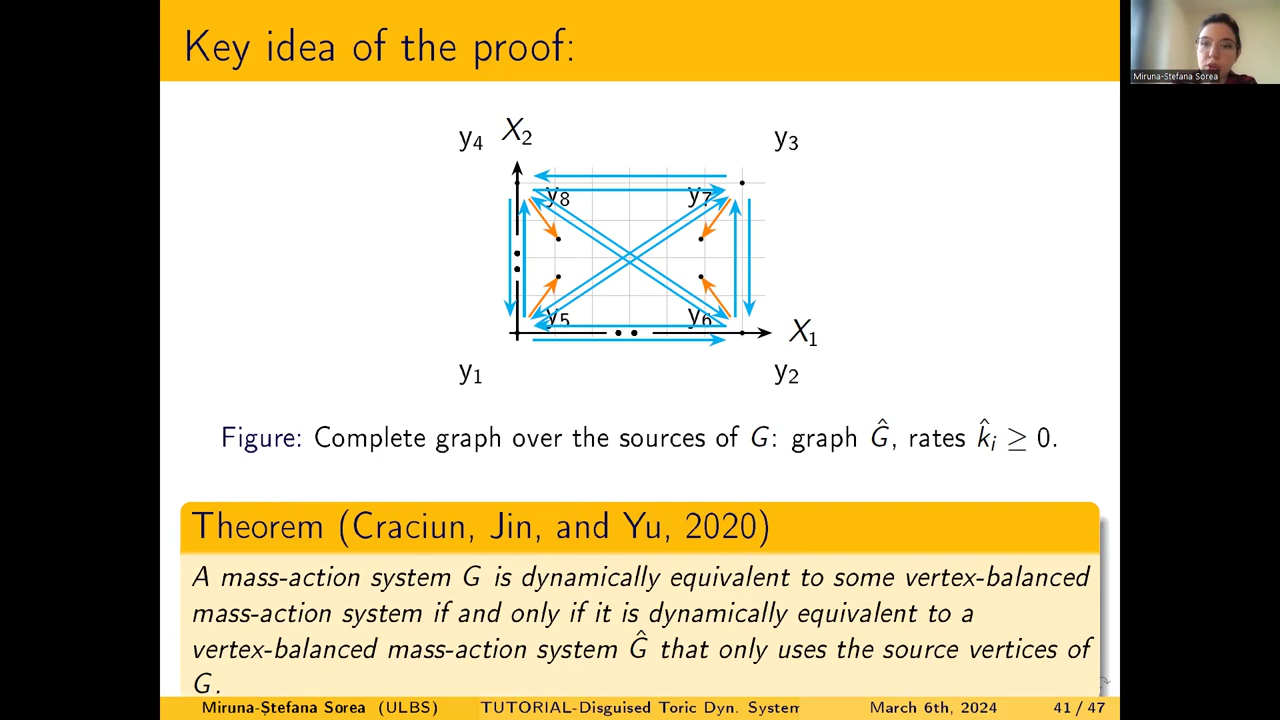 Key idea of the proof:
Miruna-Ștefana Sorea
y₄ X₂ y₃
y₈ y₇
y₅ y₆
X₁
y₁ y₂
Figure: Complete graph over the sources of G: graph Ĝ, rates k̂ᵢ ≥ 0.
Theorem (Craciun, Jin, and Yu, 2020)
A mass-action system G is dynamically equivalent to some vertex-balanced
mass-action system if and only if it is dynamically equivalent to a
vertex-balanced mass-action system Ĝ that only uses the source vertices of
G.
Miruna-Ștefana Sorea (ULBS) TUTORIAL-Disguised Toric Dyn. System March 6th, 2024 41 / 47